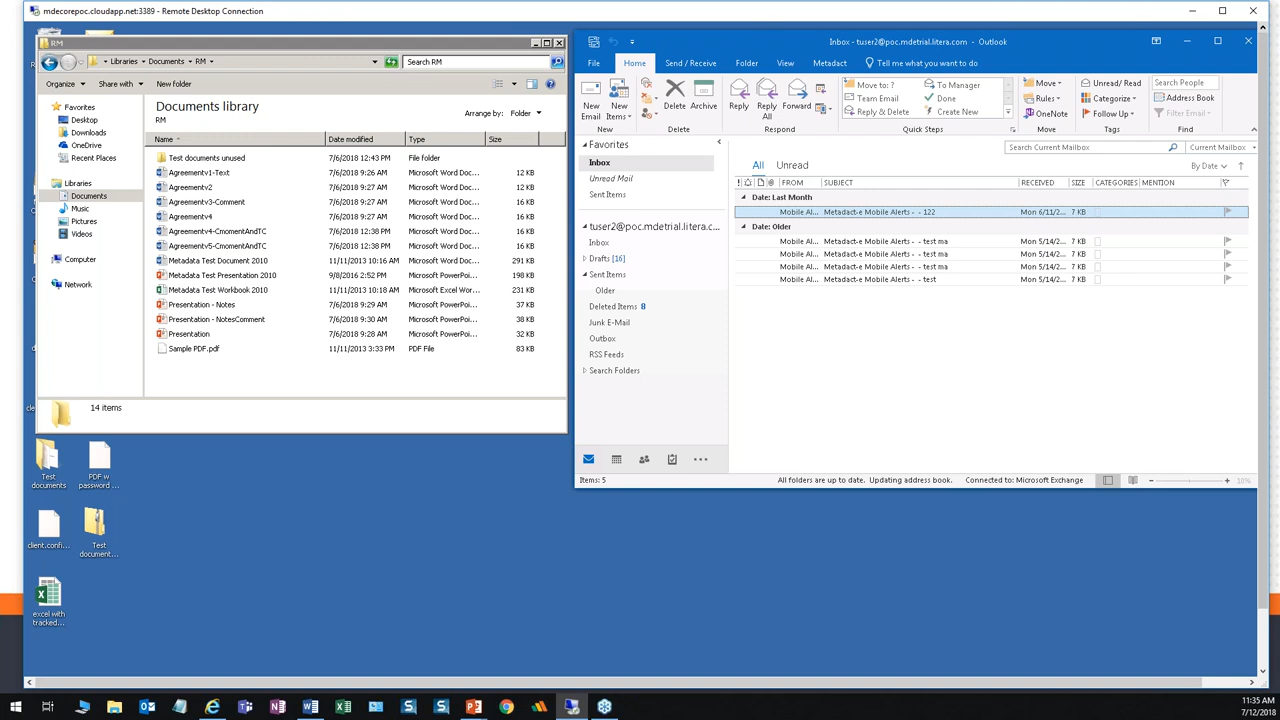 mdecorepoc.cloudapp.net:3389 - Remote Desktop Connection
RM
Libraries Documents RM
Search RM
Organize Share with New folder
Favorites
Desktop
Downloads
OneDrive
Recent Places
Libraries
Documents
Music
Pictures
Videos
Computer
Network
Documents library
RM
Arrange by: Folder
Name Date modified Type Size
Test documents unused 7/6/2018 12:43 PM File folder
Agreementv1-Text 7/6/2018 9:26 AM Microsoft Word Doc... 12 KB
Agreementv2 7/6/2018 9:27 AM Microsoft Word Doc... 12 KB
Agreementv3-Comment 7/6/2018 9:27 AM Microsoft Word Doc... 12 KB
Agreementv4 7/6/2018 9:27 AM Microsoft Word Doc... 12 KB
Agreementv4-CmomentAndTC 7/6/2018 12:38 PM Microsoft Word Doc... 12 KB
Agreementv5-CommentAndTC 7/6/2018 12:38 PM Microsoft Word Doc... 12 KB
Metadata Test Document 2010 11/11/2013 10:16 AM Microsoft Word Doc... 291 KB
Metadata Test Presentation 2010 9/8/2016 2:52 PM Microsoft PowerPoi... 198 KB
Metadata Test Workbook 2010 11/11/2013 10:18 AM Microsoft Excel Wor... 231 KB
Presentation - Notes 7/6/2018 9:29 AM Microsoft PowerPoi... 37 KB
Presentation - NotesComment 7/6/2018 9:30 AM Microsoft PowerPoi... 38 KB
Presentation 7/6/2018 9:28 AM Microsoft PowerPoi... 32 KB
Sample PDF.pdf 11/11/2013 3:33 PM PDF File 83 KB
14 items
Test documents
PDF w password ...
client.confi...
Test document...
excel with tracked...
Inbox - tuser2@poc.mdetrial.litera.com - Outlook
File Home Send / Receive Folder View Metadact Tell me what you want to do
New Email
New Items
New
Delete Archive
Delete
Reply Reply All Forward
Respond
Move to: ?
Team Email
Reply & Delete
To Manager
Done
Create New
Quick Steps
Move
Rules
OneNote
Move
Unread/ Read
Categorize
Follow Up
Tags
Search People
Address Book
Filter Email
Find
Favorites
Inbox
Unread Mail
Sent Items
tuser2@poc.mdetrial.litera.c...
Inbox
Drafts [16]
Sent Items
Older
Deleted Items 8
Junk E-Mail
Outbox
RSS Feeds
Search Folders
Search Current Mailbox Current Mailbox
All Unread By Date
FROM SUBJECT RECEIVED SIZE CATEGORIES MENTION
Date: Last Month
Mobile Al... Metadact-e Mobile Alerts - - 122 Mon 6/11/2... 7 KB
Date: Older
Mobile Al... Metadact-e Mobile Alerts - - test ma Mon 5/14/2... 7 KB
Mobile Al... Metadact-e Mobile Alerts - - test ma Mon 5/14/2... 7 KB
Mobile Al... Metadact-e Mobile Alerts - - test ma Mon 5/14/2... 7 KB
Mobile Al... Metadact-e Mobile Alerts - - test Mon 5/14/2... 7 KB
Items: 5 All folders are up to date. Updating address book. Connected to: Microsoft Exchange 10%
11:35 AM
7/12/2018